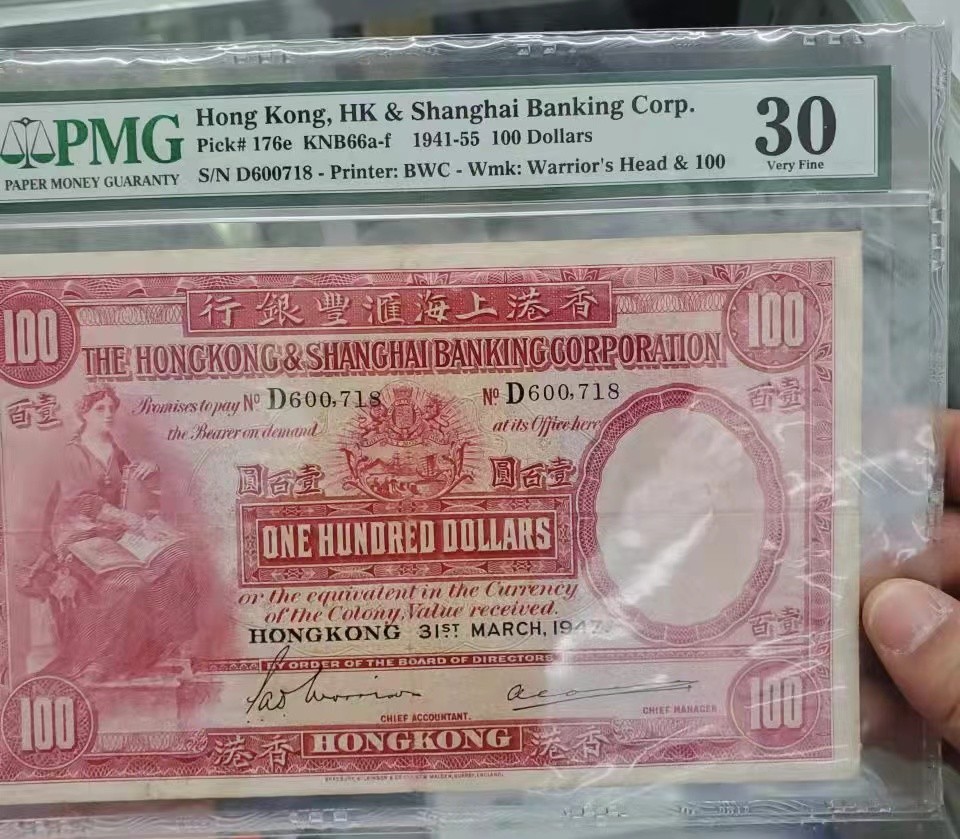 PMG
PAPER MONEY GUARANTY
Hong Kong, HK & Shanghai Banking Corp.
Pick# 176e KNB66a-f 1941-55 100 Dollars
S/N D600718 - Printer: BWC - Wmk: Warrior's Head & 100
30
Very Fine
香港上海滙豐銀行
100
100
THE HONGKONG & SHANGHAI BANKING CORPORATION
壹百
壹百
Promises to pay Nº D600,718
Nº D600,718
the Bearer on demand
at its Office here
壹百圓
壹百圓
ONE HUNDRED DOLLARS
or the equivalent in the Currency
of the Colony, Value received.
HONGKONG 31ST MARCH, 1947
壹百
BY ORDER OF THE BOARD OF DIRECTORS
CHIEF ACCOUNTANT.
CHIEF MANAGER
100
100
香港
HONGKONG
香港